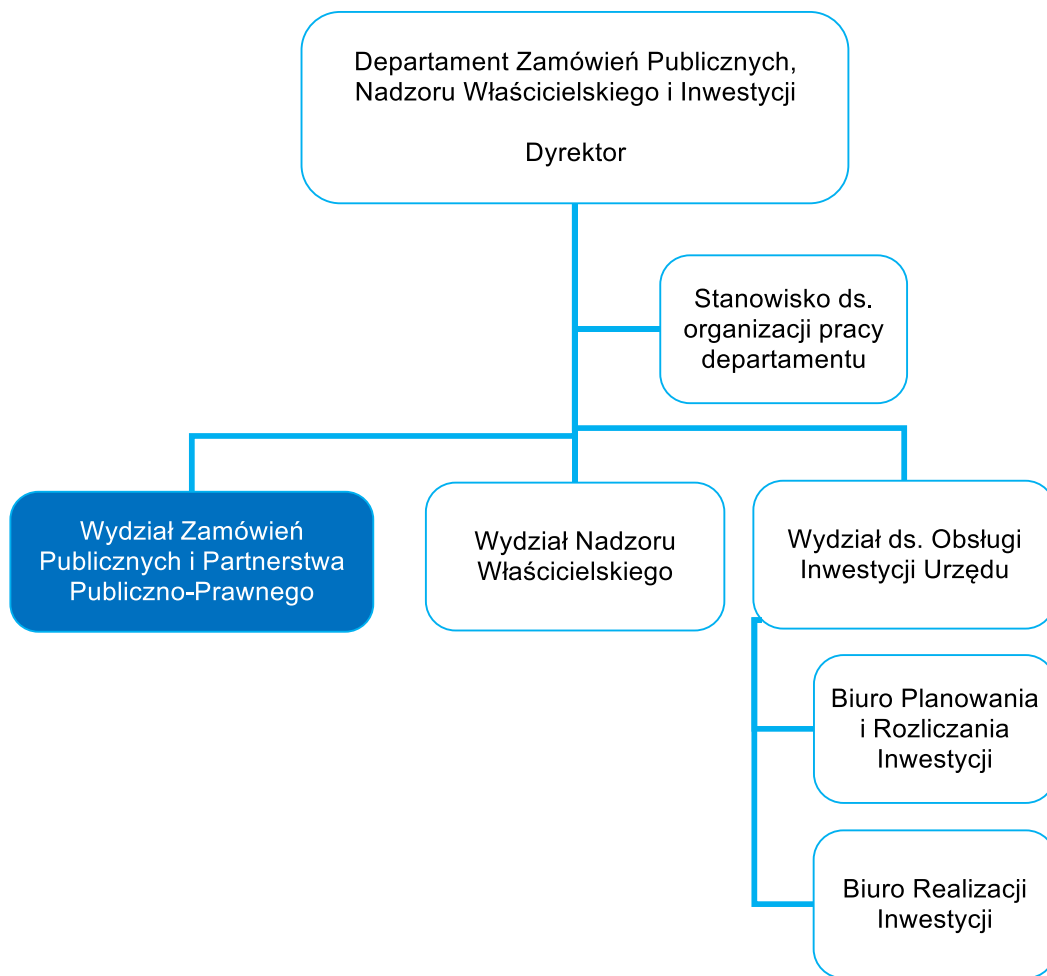 Departament Zamówień Publicznych,
Nadzoru Właścicielskiego i Inwestycji
Dyrektor
Stanowisko ds.
organizacji pracy
departamentu
Wydział Zamówień
Publicznych i Partnerstwa
Publiczno-Prawnego
Wydział Nadzoru
Właścicielskiego
Wydział ds. Obsługi
Inwestycji Urzędu
Biuro Planowania
i Rozliczania
Inwestycji
Biuro Realizacji
Inwestycji